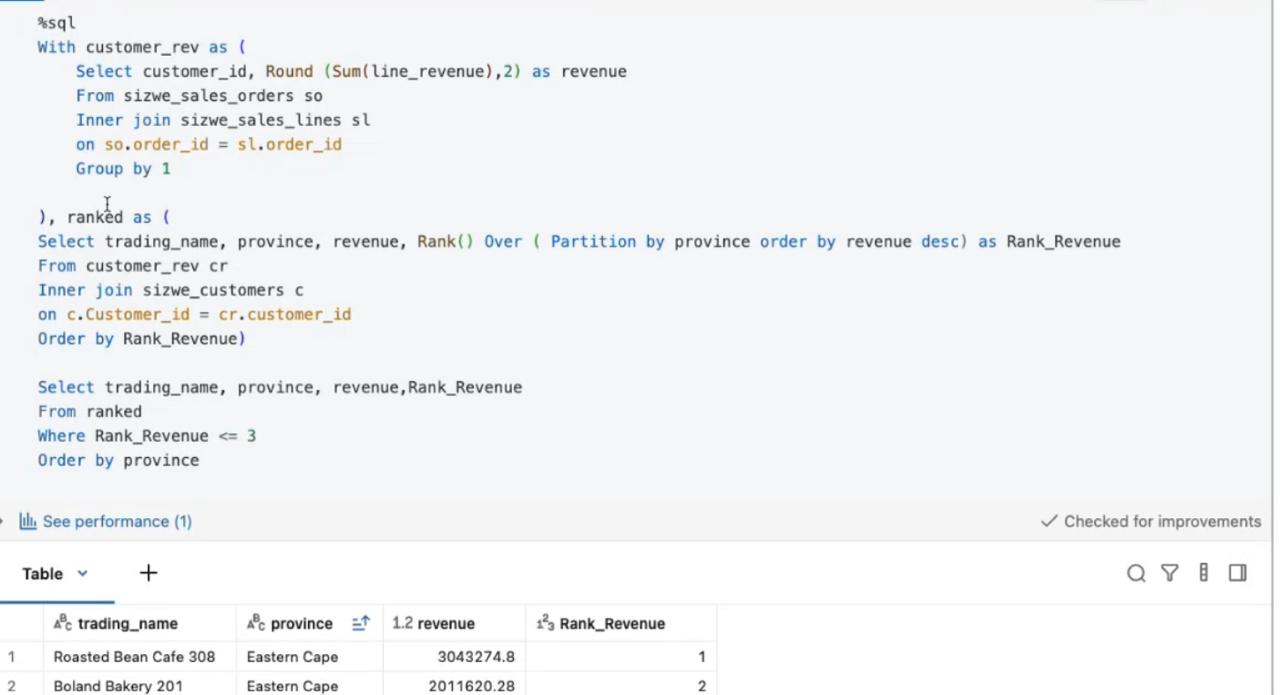 %sql
With customer_rev as (
Select customer_id, Round (Sum(line_revenue),2) as revenue
From sizwe_sales_orders so
Inner join sizwe_sales_lines sl
on so.order_id = sl.order_id
Group by 1
), ranked as (
Select trading_name, province, revenue, Rank() Over ( Partition by province order by revenue desc) as Rank_Revenue
From customer_rev cr
Inner join sizwe_customers c
on c.Customer_id = cr.customer_id
Order by Rank_Revenue)
Select trading_name, province, revenue,Rank_Revenue
From ranked
Where Rank_Revenue <= 3
Order by province
See performance (1) Checked for improvements
Table +
ABC trading_name ABC province 1.2 revenue 123 Rank_Revenue
1 Roasted Bean Cafe 308 Eastern Cape 3043274.8 1
2 Boland Bakery 201 Eastern Cape 2011620.28 2